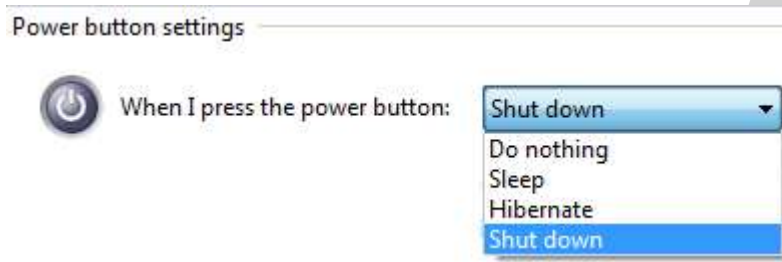 Power button settings
When I press the power button: Shut down
Do nothing
Sleep
Hibernate
Shut down